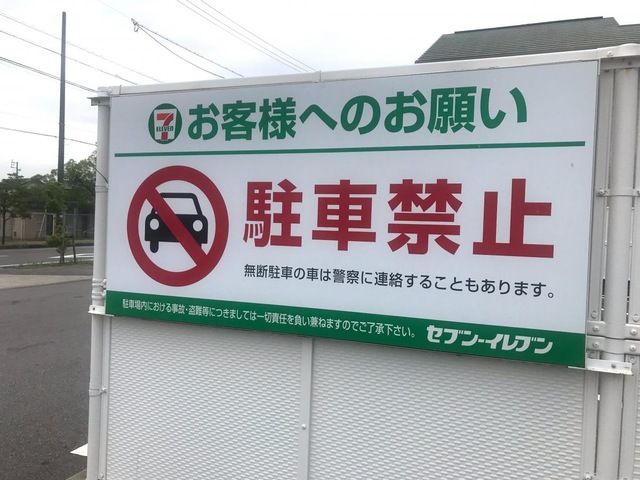 7 ELEVEN お客様へのお願い
駐車禁止
無断駐車の車は警察に連絡することもあります。
駐車場内における事故・盗難等につきましては一切責任を負い兼ねますのでご了承下さい。 セブン-イレブン